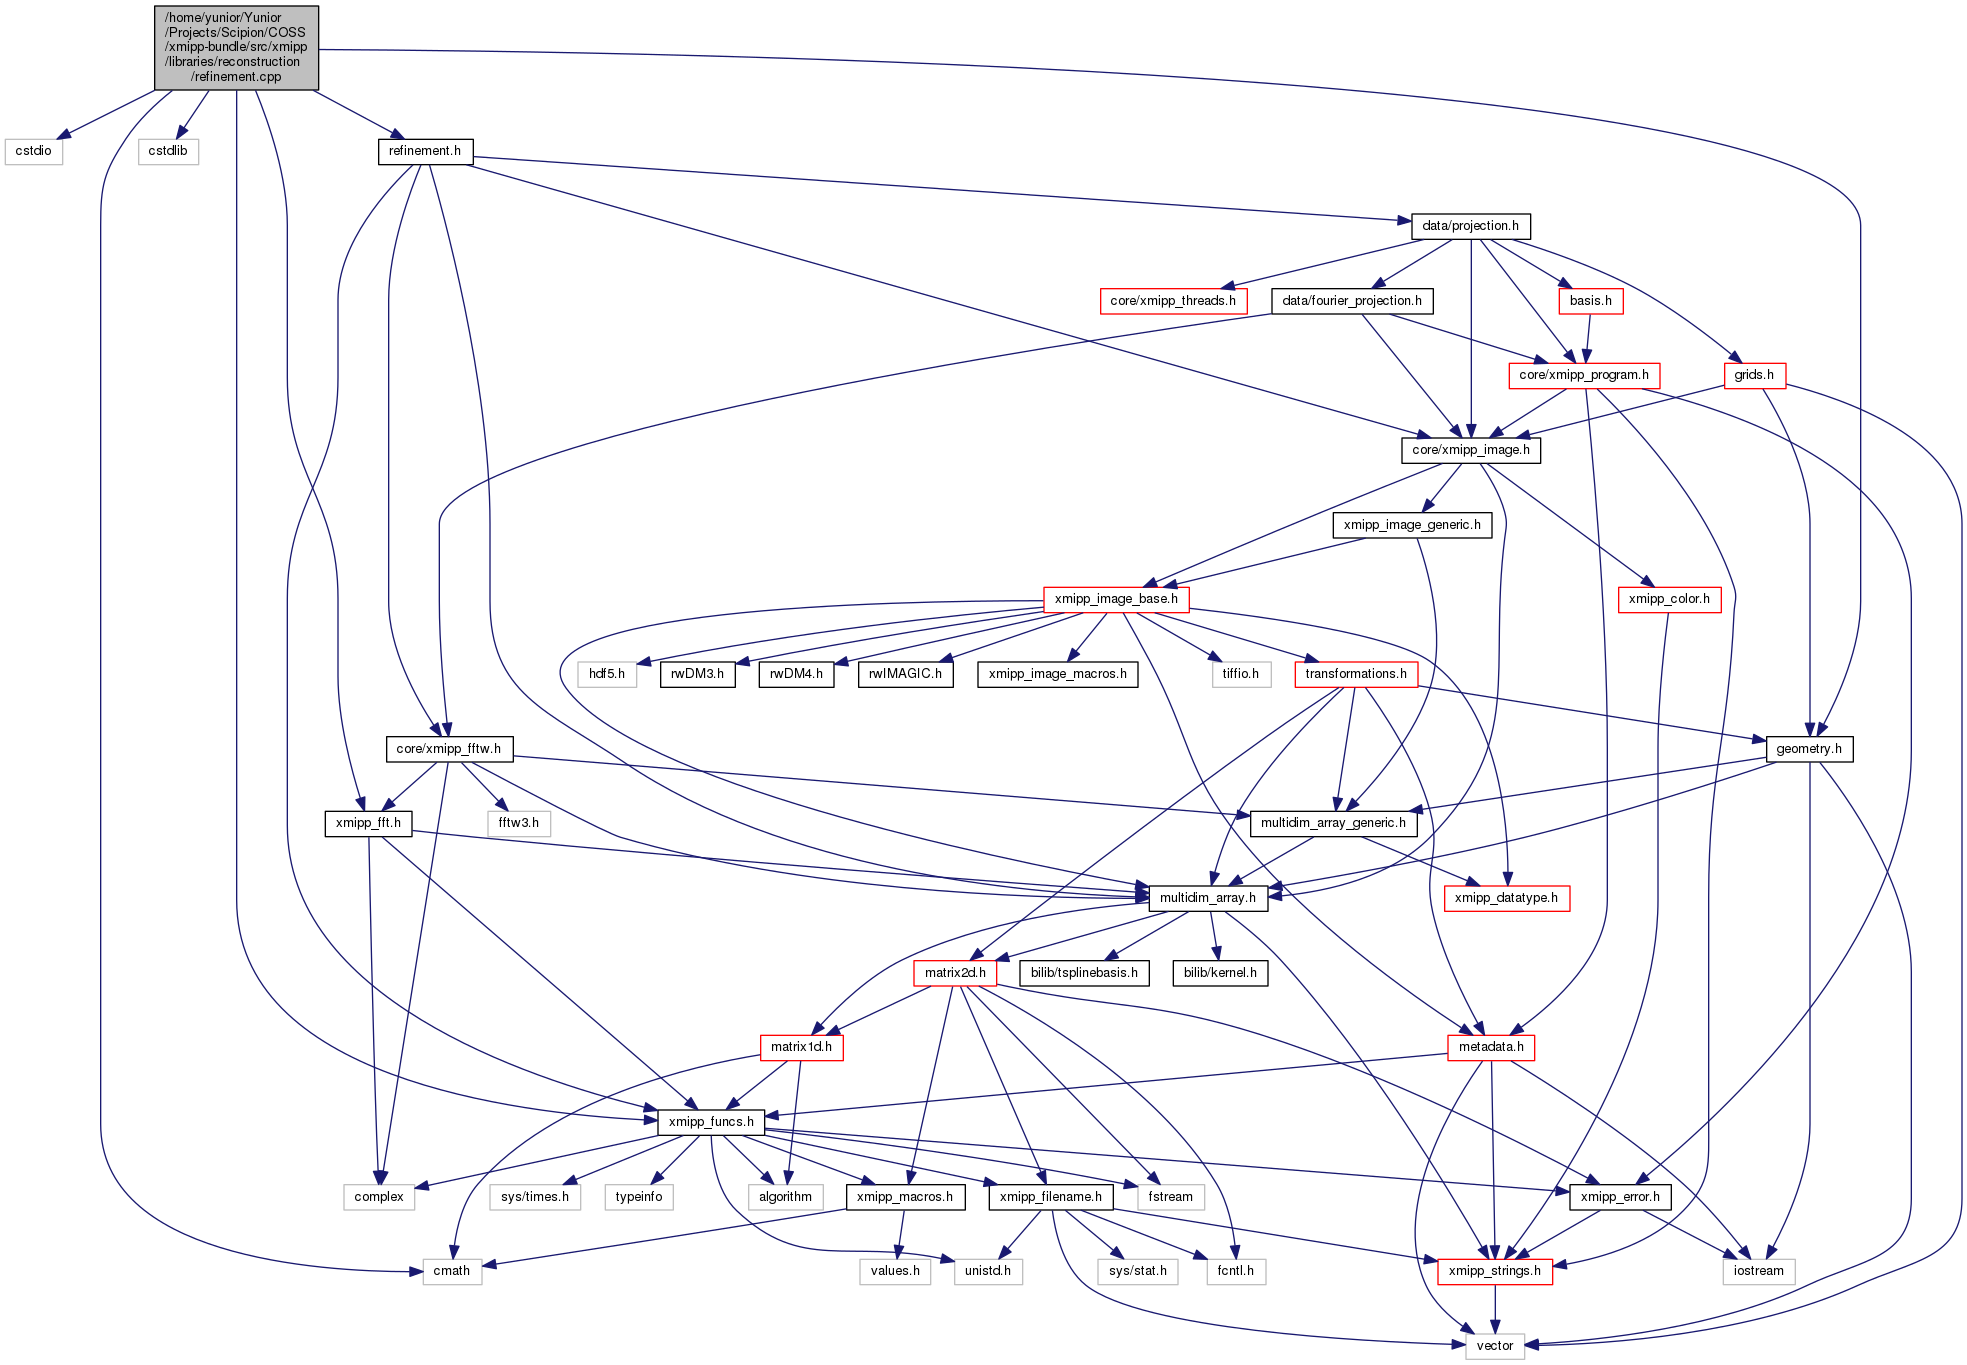 /home/yunior/Yunior
/Projects/Scipion/COSS
/xmipp-bundle/src/xmipp
/libraries/reconstruction
/refinement.cpp
cstdio
cstdlib
refinement.h
data/projection.h
core/xmipp_threads.h
data/fourier_projection.h
basis.h
core/xmipp_program.h
grids.h
core/xmipp_image.h
xmipp_image_generic.h
xmipp_image_base.h
xmipp_color.h
hdf5.h
rwDM3.h
rwDM4.h
rwIMAGIC.h
xmipp_image_macros.h
tiffio.h
transformations.h
core/xmipp_fftw.h
geometry.h
xmipp_fft.h
fftw3.h
multidim_array_generic.h
multidim_array.h
xmipp_datatype.h
matrix2d.h
bilib/tsplinebasis.h
bilib/kernel.h
matrix1d.h
metadata.h
xmipp_funcs.h
complex
sys/times.h
typeinfo
algorithm
xmipp_macros.h
xmipp_filename.h
fstream
xmipp_error.h
cmath
values.h
unistd.h
sys/stat.h
fcntl.h
xmipp_strings.h
iostream
vector